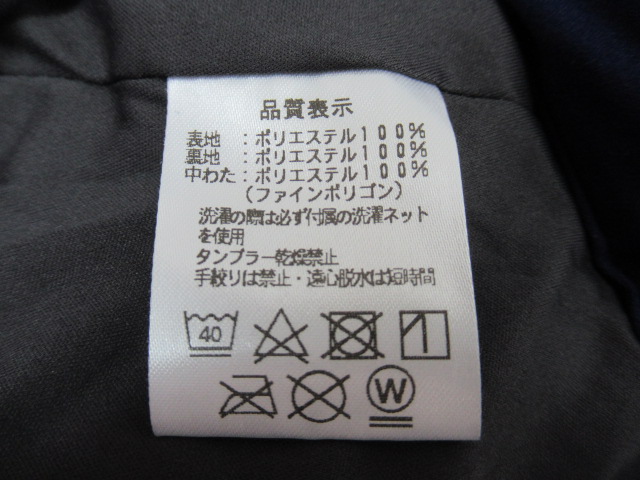 品質表示
表地 : ポリエステル100%
裏地 : ポリエステル100%
中わた : ポリエステル100%
(ファインポリゴン)
洗濯の際は必ず付属の洗濯ネット
を使用
タンブラー乾燥禁止
手絞りは禁止・遠心脱水は短時間
40
W